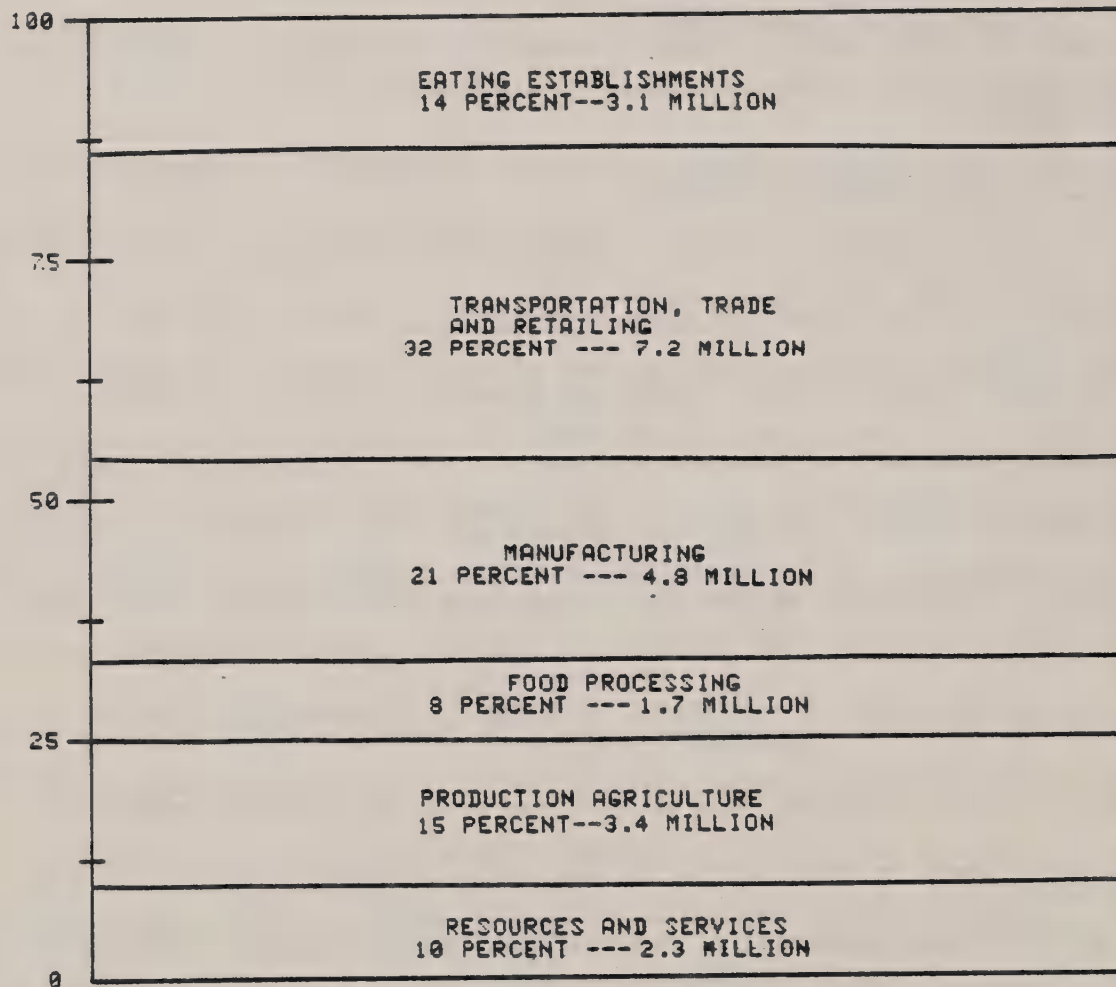 100
EATING ESTABLISHMENTS
14 PERCENT--3.1 MILLION
75
TRANSPORTATION, TRADE
AND RETAILING
32 PERCENT --- 7.2 MILLION
50
MANUFACTURING
21 PERCENT --- 4.8 MILLION
FOOD PROCESSING
8 PERCENT --- 1.7 MILLION
25
PRODUCTION AGRICULTURE
15 PERCENT--3.4 MILLION
RESOURCES AND SERVICES
10 PERCENT --- 2.3 MILLION
0